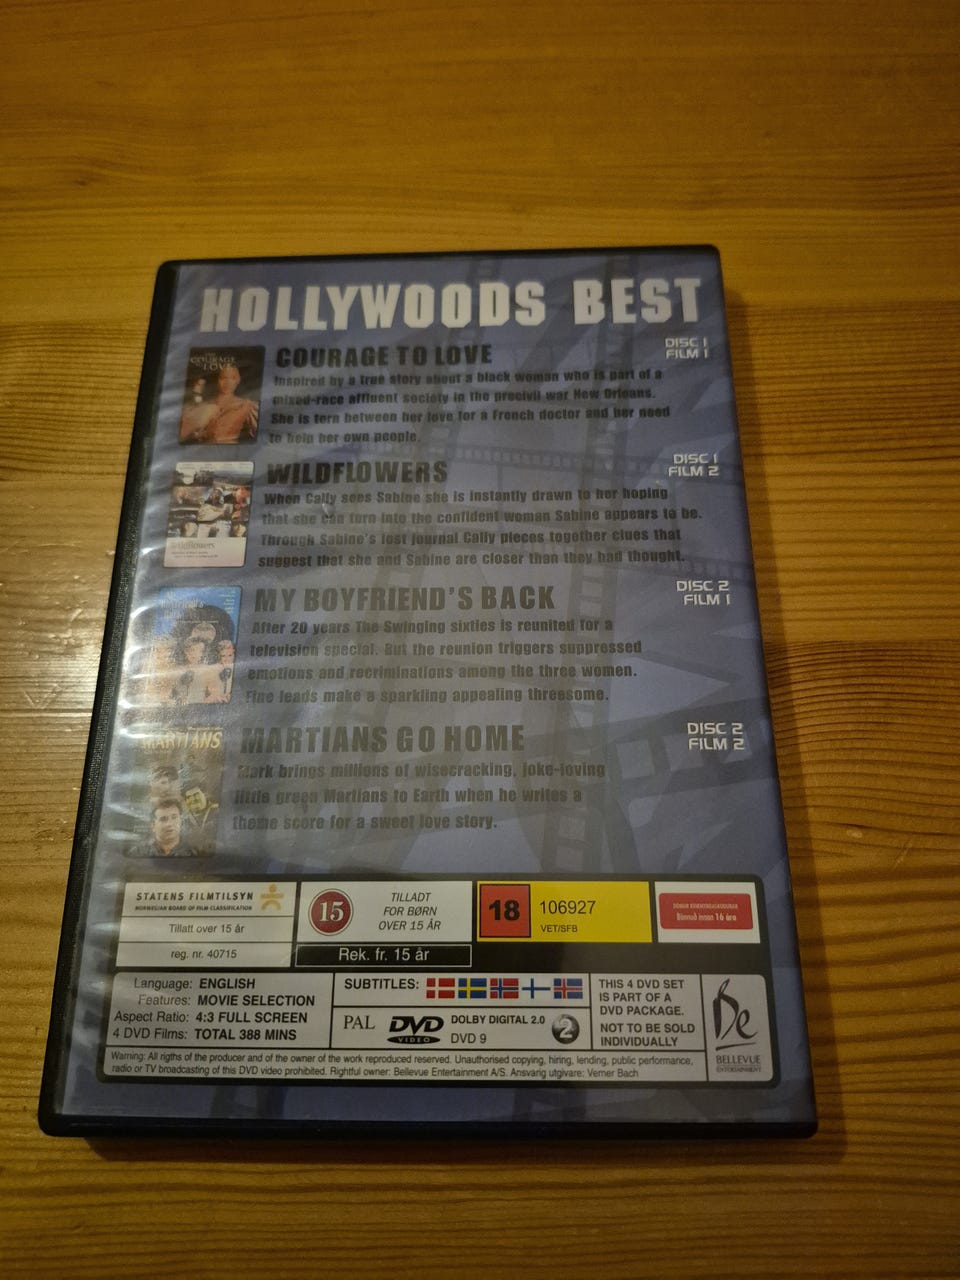 HOLLYWOODS BEST
DISC 1
FILM 1
COURAGE TO LOVE
COURAGE
LOVE
Inspired by a true story about a black woman who is part of a
mixed-race affluent society in the precivil war New Orleans.
She is torn between her love for a French doctor and her need
to help her own people.
DISC 1
FILM 2
WILDFLOWERS
wildflowers
When Cally sees Sabine she is instantly drawn to her hoping
that she can turn into the confident woman Sabine appears to be.
Through Sabine's lost journal Cally pieces together clues that
suggest that she and Sabine are closer than they had thought.
DISC 2
FILM 1
MY BOYFRIEND'S BACK
After 20 years The Swinging sixties is reunited for a
television special. But the reunion triggers suppressed
emotions and recriminations among the three women.
Fine leads make a sparkling appealing threesome.
DISC 2
FILM 2
MARTIANS GO HOME
MARTIANS
Mark brings millions of wisecracking, joke-loving
little green Martians to Earth when he writes a
theme score for a sweet love story.
STATENS FILMTILSYN
NORWEGIAN BOARD OF FILM CLASSIFICATION
Tillatt over 15 år
reg. nr. 40715
15
TILLADT
FOR BØRN
OVER 15 ÅR
Rek. fr. 15 år
18
106927
VET/SFB
Bönnuð innan 16 ára
Language: ENGLISH
Features: MOVIE SELECTION
Aspect Ratio: 4:3 FULL SCREEN
4 DVD Films: TOTAL 388 MINS
SUBTITLES:
PAL
DVD
VIDEO
DOLBY DIGITAL 2.0
DVD 9
2
THIS 4 DVD SET
IS PART OF A
DVD PACKAGE.
NOT TO BE SOLD
INDIVIDUALLY
Be
BELLEVUE
ENTERTAINMENT
Warning: All rigths of the producer and of the owner of the work reproduced reserved. Unauthorised copying, hiring, lending, public performance,
radio or TV broadcasting of this DVD video prohibited. Rightful owner: Bellevue Entertainment A/S. Ansvarig utgivare: Verner Bach